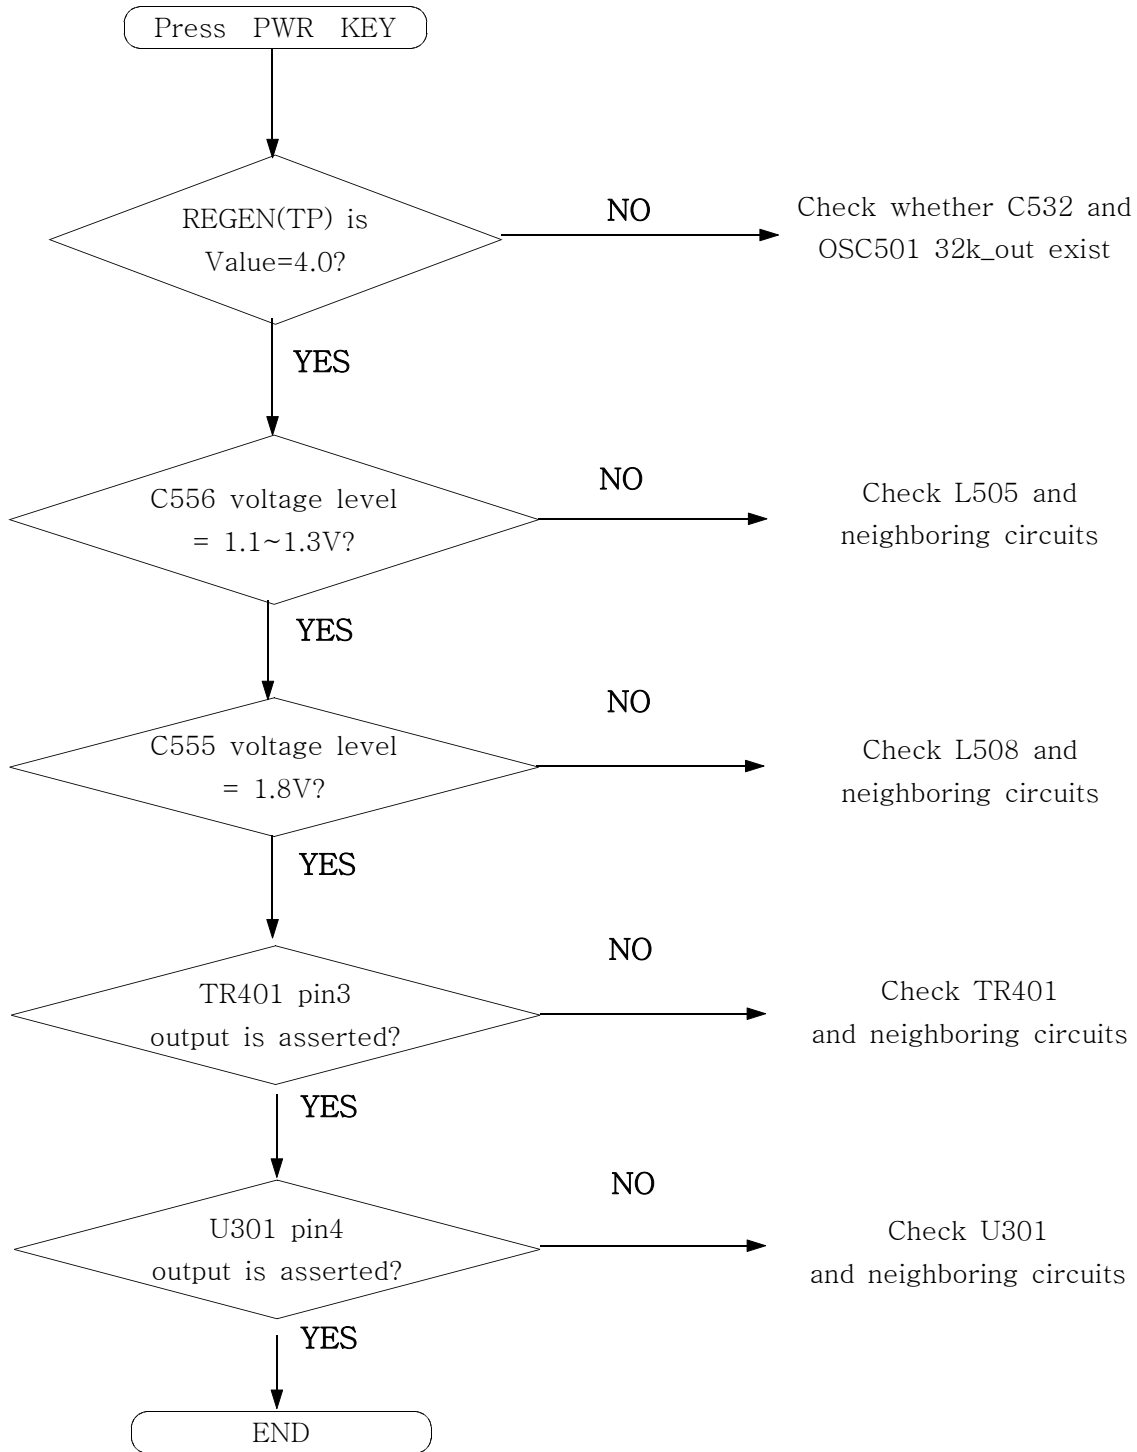 Press PWR KEY
REGEN(TP) is
Value=4.0?
NO
Check whether C532 and
OSC501 32k_out exist
YES
C556 voltage level
= 1.1~1.3V?
NO
Check L505 and
neighboring circuits
YES
C555 voltage level
= 1.8V?
NO
Check L508 and
neighboring circuits
YES
TR401 pin3
output is asserted?
NO
Check TR401
and neighboring circuits
YES
U301 pin4
output is asserted?
NO
Check U301
and neighboring circuits
YES
END